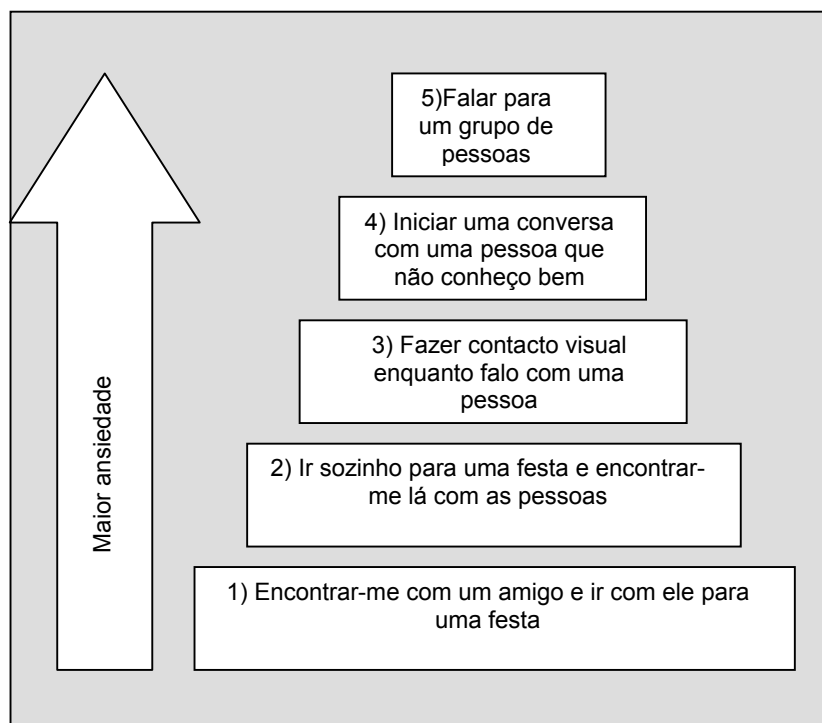 5)Falar para
um grupo de
pessoas
4) Iniciar uma conversa
com uma pessoa que
não conheço bem
3) Fazer contacto visual
enquanto falo com uma
pessoa
2) Ir sozinho para uma festa e encontrar-
me lá com as pessoas
1) Encontrar-me com um amigo e ir com ele para
uma festa
Maior ansiedade